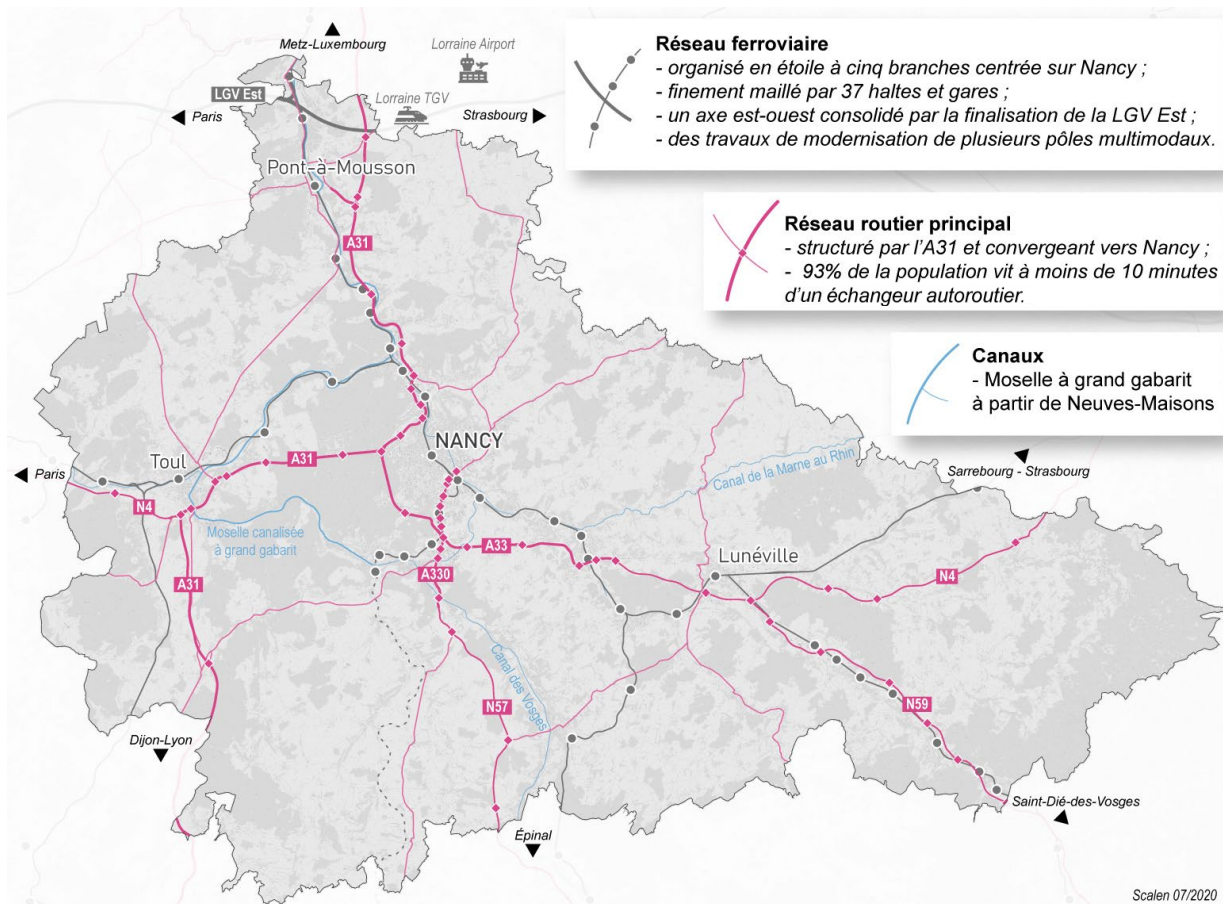 Metz-Luxembourg
Lorraine Airport
LGV Est
Paris
Lorraine TGV
Strasbourg
Réseau ferroviaire
- organisé en étoile à cinq branches centrée sur Nancy ;
- finement maillé par 37 haltes et gares ;
- un axe est-ouest consolidé par la finalisation de la LGV Est ;
- des travaux de modernisation de plusieurs pôles multimodaux.
Pont-à-Mousson
A31
Réseau routier principal
- structuré par l'A31 et convergeant vers Nancy ;
- 93% de la population vit à moins de 10 minutes
d'un échangeur autoroutier.
Canaux
- Moselle à grand gabarit
à partir de Neuves-Maisons
NANCY
Toul
A31
Paris
N4
Canal de la Marne au Rhin
Sarrebourg - Strasbourg
Moselle canalisée
à grand gabarit
A33
Lunéville
A31
A330
N4
Canal des Vosges
N57
N59
Dijon-Lyon
Saint-Dié-des-Vosges
Épinal
Scalen 07/2020